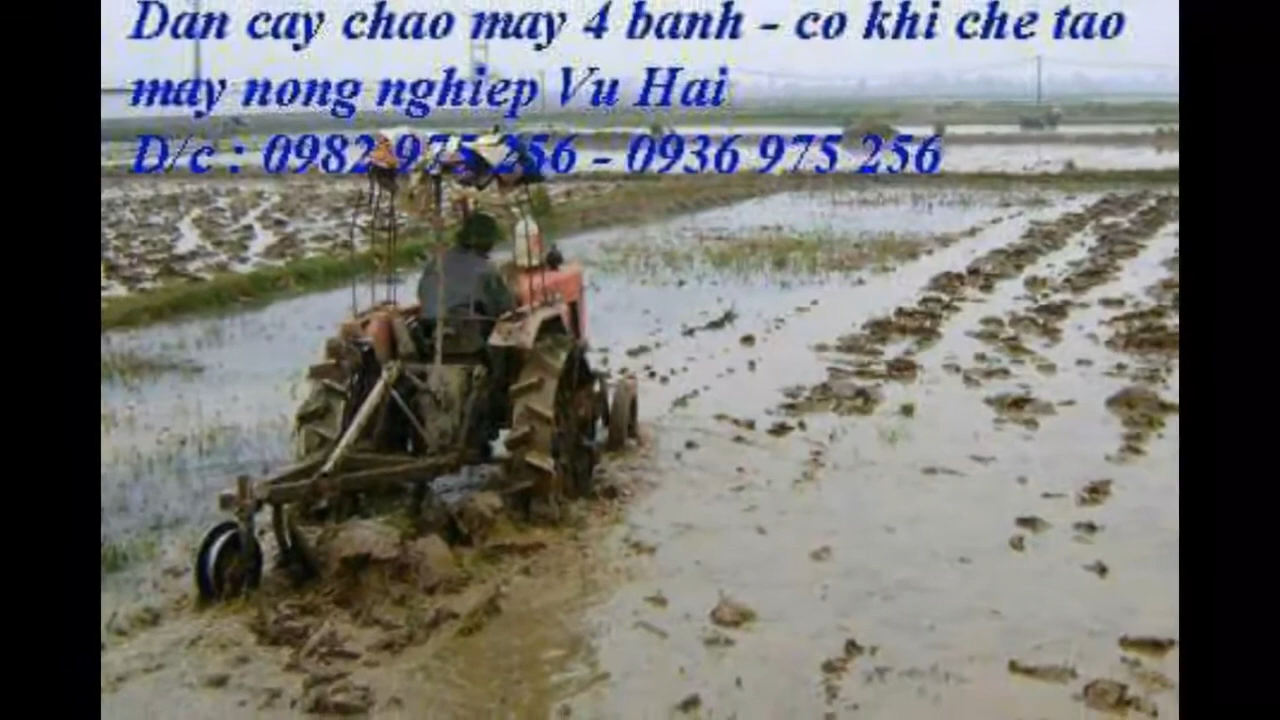 Dan cay chao may 4 banh - co khi che tao
may nong nghiep Vu Hai
D/c : 0982 975 256 - 0936 975 256